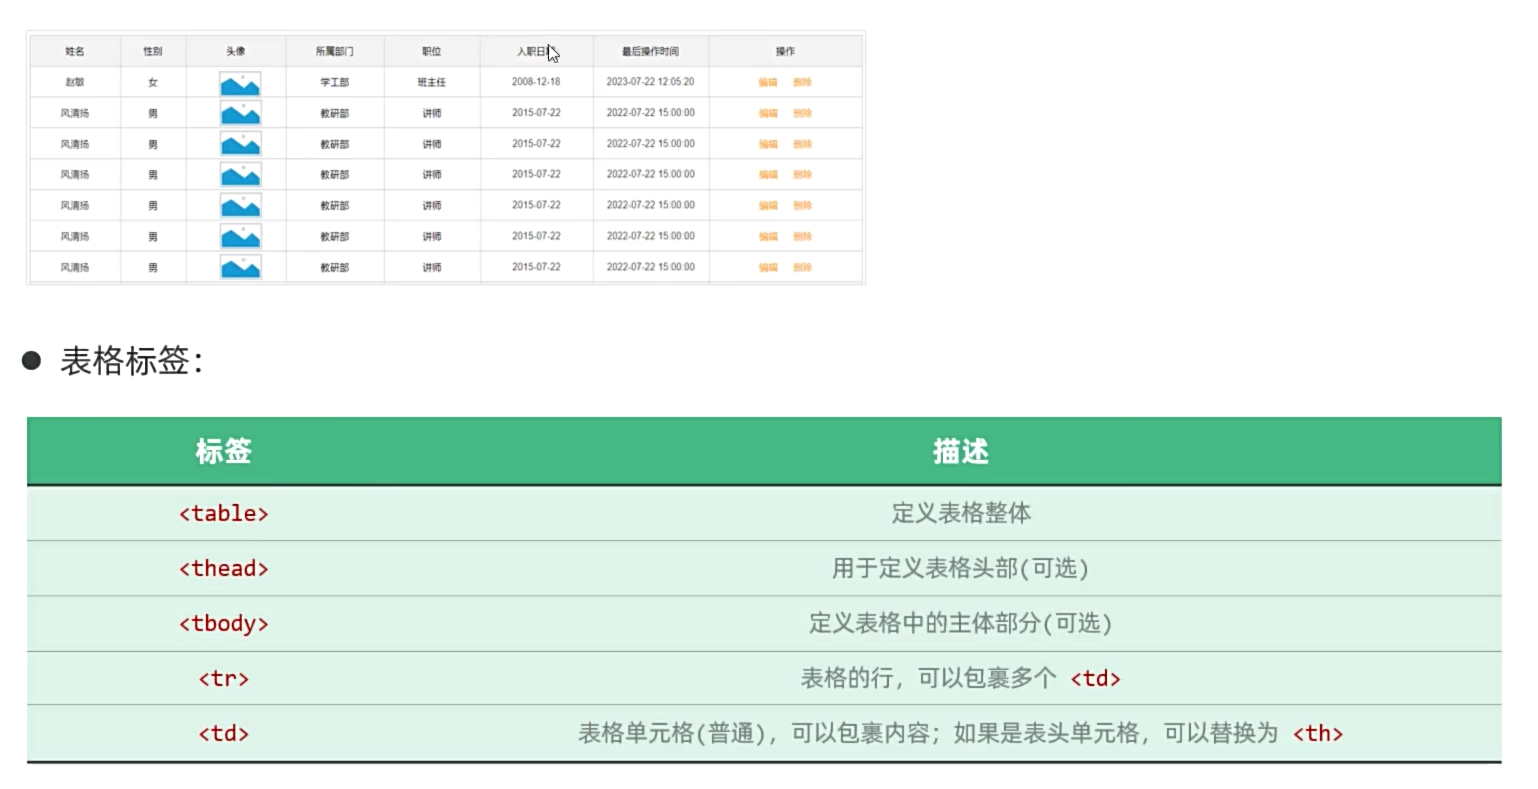 姓名 性别 头像 所属部门 职位 入职日期 最后操作时间 操作
赵敏 女 学工部 班主任 2008-12-18 2023-07-22 12:05:20 编辑 删除
风清扬 男 教研部 讲师 2015-07-22 2022-07-22 15:00:00 编辑 删除
风清扬 男 教研部 讲师 2015-07-22 2022-07-22 15:00:00 编辑 删除
风清扬 男 教研部 讲师 2015-07-22 2022-07-22 15:00:00 编辑 删除
风清扬 男 教研部 讲师 2015-07-22 2022-07-22 15:00:00 编辑 删除
风清扬 男 教研部 讲师 2015-07-22 2022-07-22 15:00:00 编辑 删除
风清扬 男 教研部 讲师 2015-07-22 2022-07-22 15:00:00 编辑 删除
● 表格标签：
标签 描述
<table> 定义表格整体
<thead> 用于定义表格头部(可选)
<tbody> 定义表格中的主体部分(可选)
<tr> 表格的行，可以包裹多个 <td>
<td> 表格单元格(普通)，可以包裹内容；如果是表头单元格，可以替换为 <th>